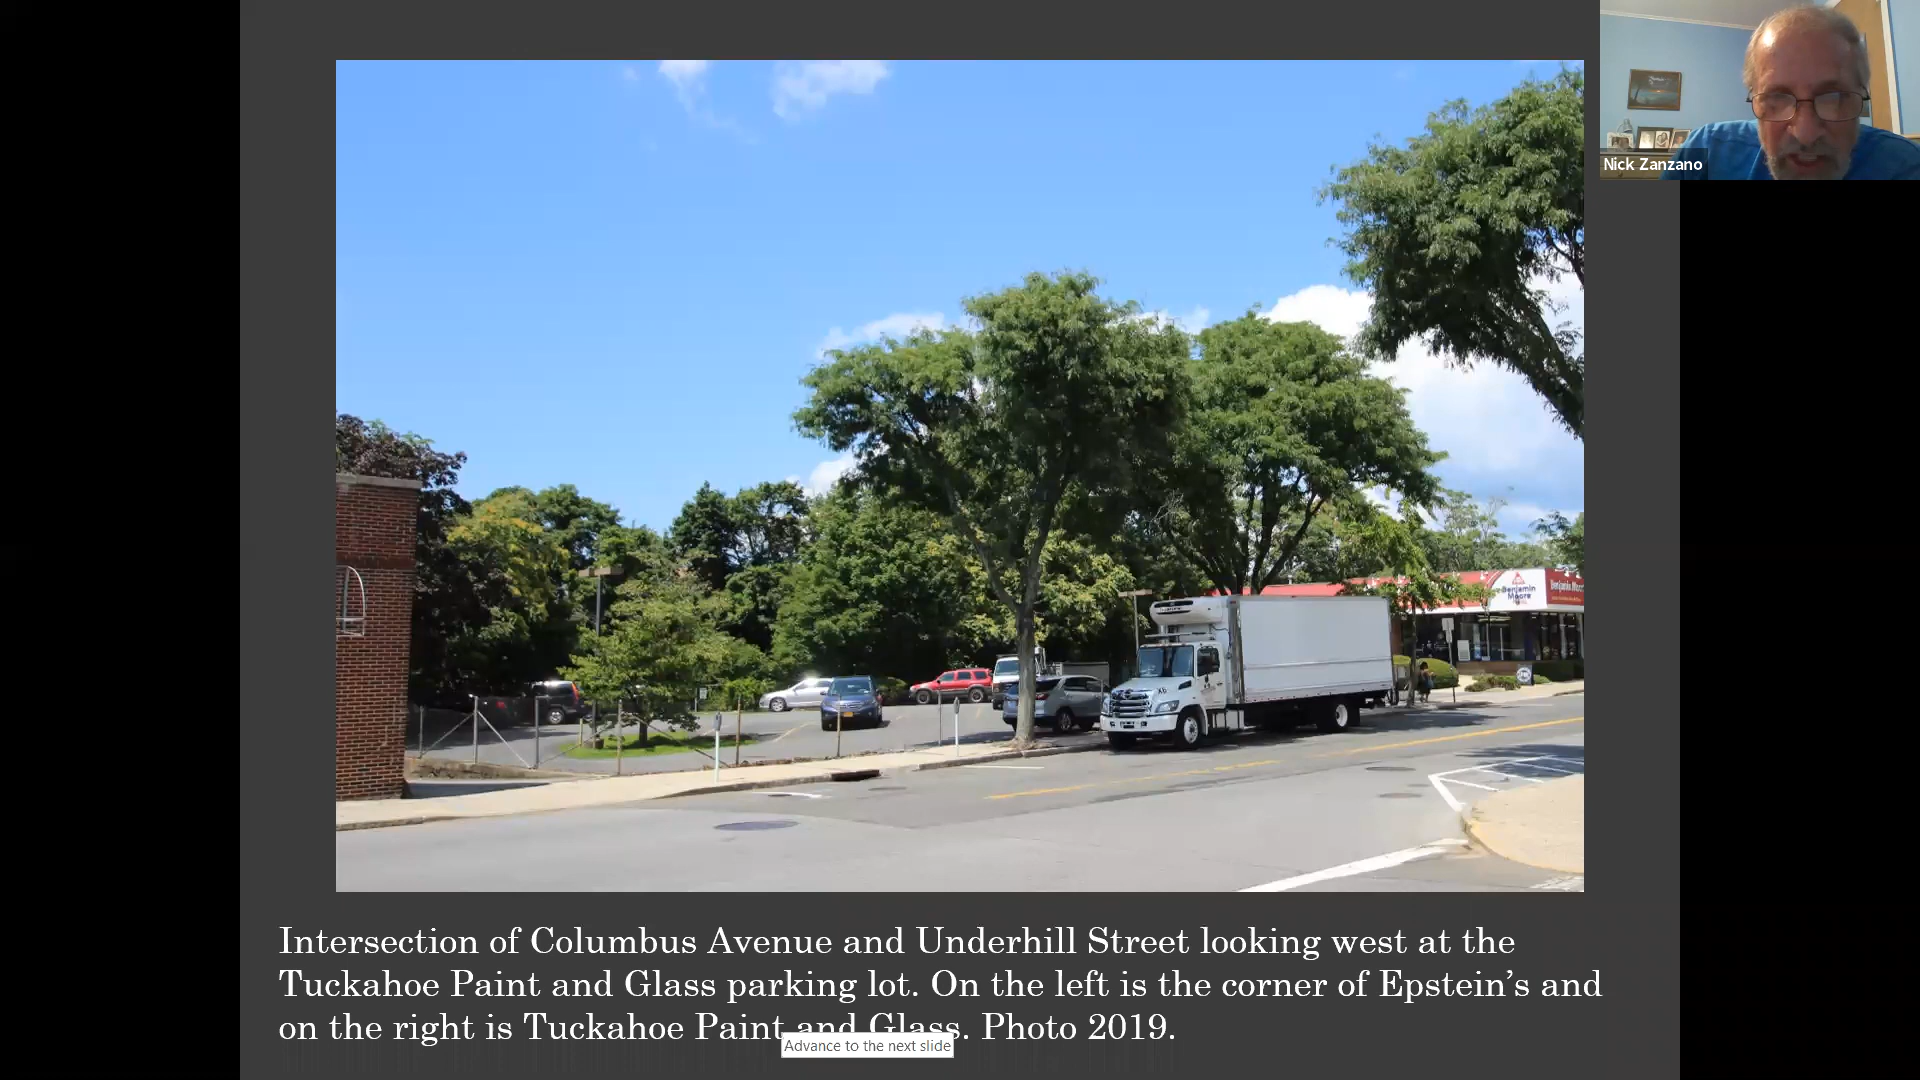 Nick Zanzano
Benjamin
Moore
Benjamin Moore
Intersection of Columbus Avenue and Underhill Street looking west at the
Tuckahoe Paint and Glass parking lot. On the left is the corner of Epstein’s and
on the right is Tuckahoe Paint and Glass. Photo 2019.
Advance to the next slide